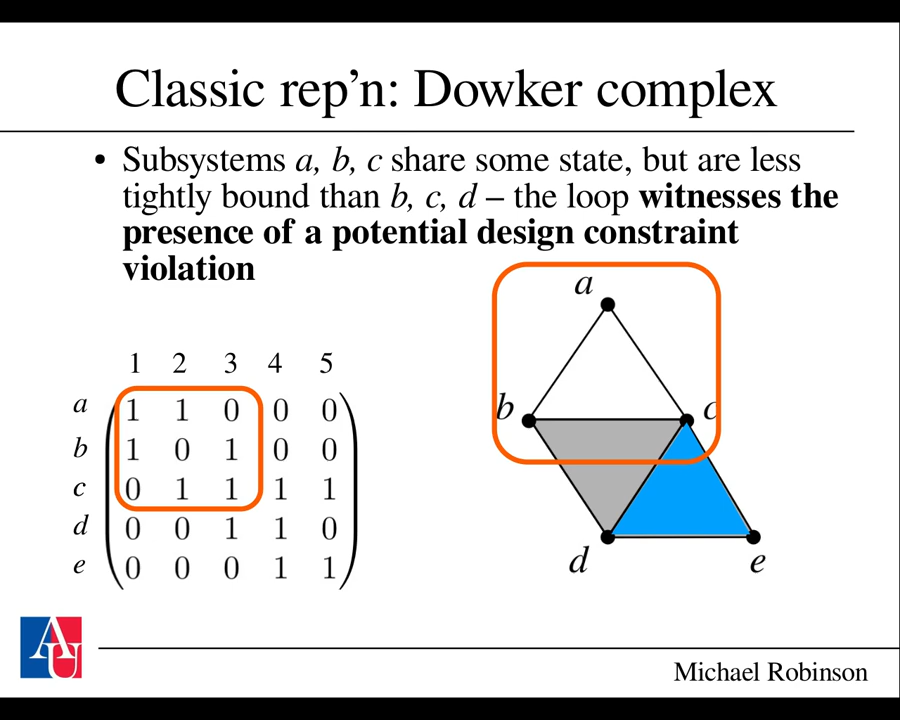 Classic rep'n: Dowker complex
• Subsystems a, b, c share some state, but are less
tightly bound than b, c, d – the loop witnesses the
presence of a potential design constraint
violation
1 2 3 4 5
a 1 1 0 0 0
b 1 0 1 0 0
c 0 1 1 1 1
d 0 0 1 1 0
e 0 0 0 1 1
a
b c
d e
AU
Michael Robinson